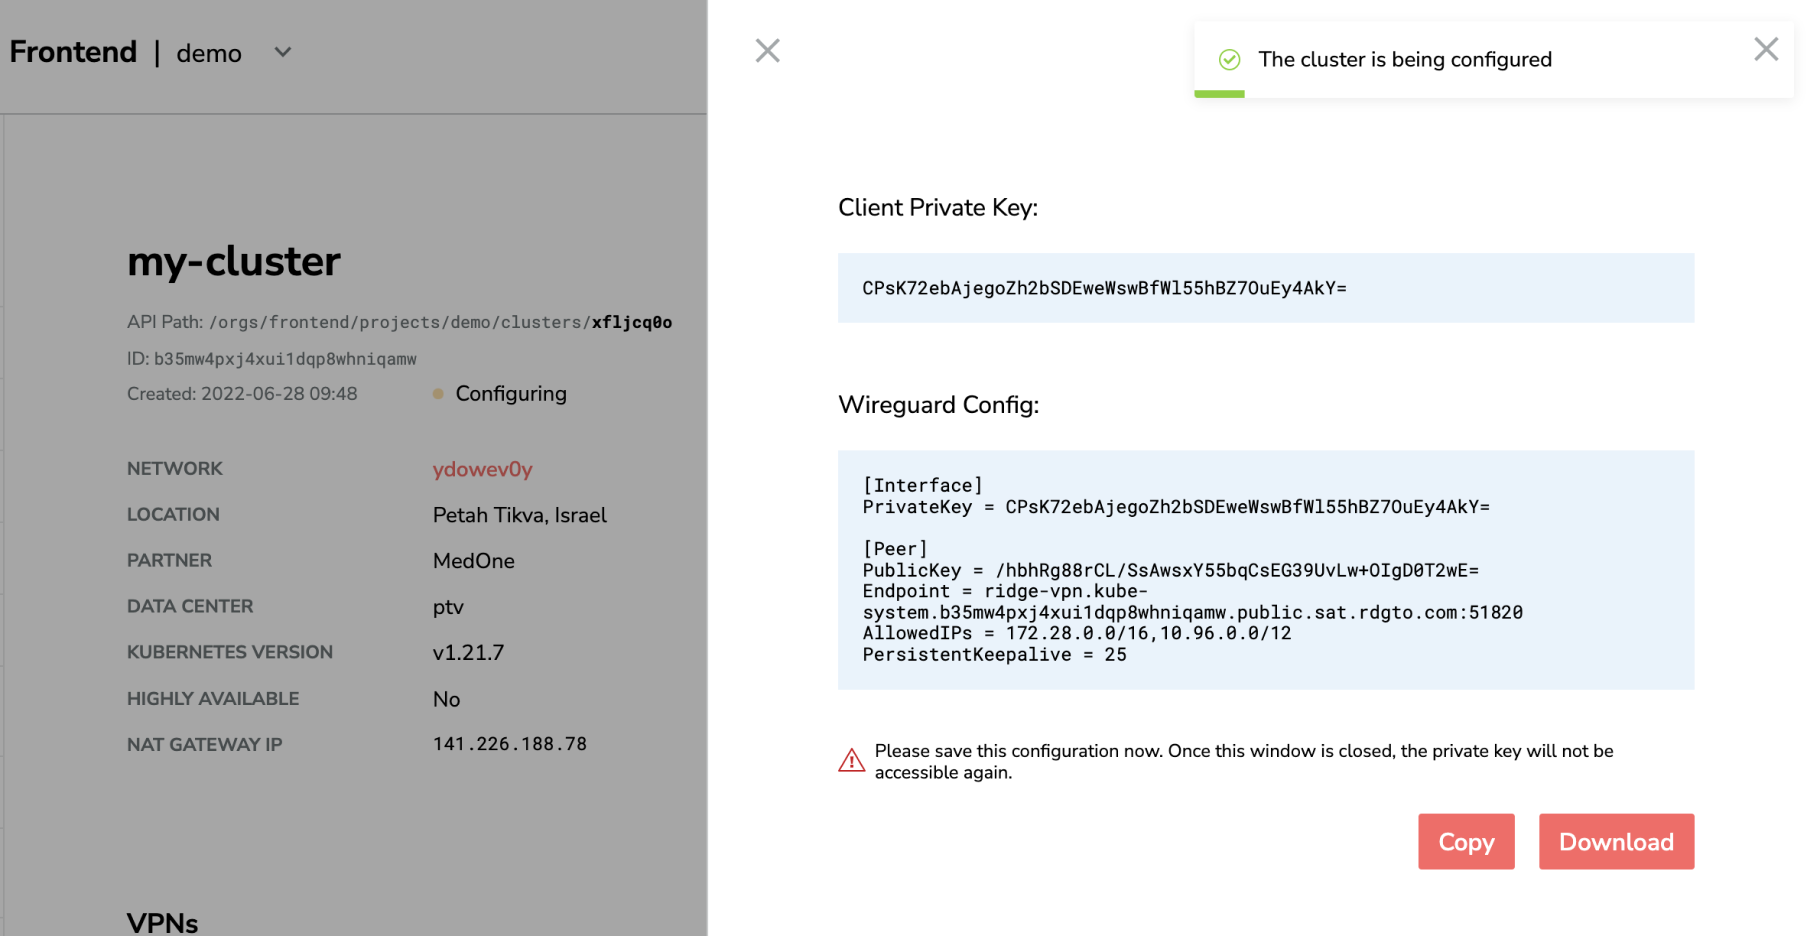 Frontend | demo
The cluster is being configured
my-cluster
API Path: /orgs/frontend/projects/demo/clusters/xfljcq0o
ID: b35mw4pxj4xui1dqp8whniqamw
Created: 2022-06-28 09:48
Configuring
NETWORK ydowev0y
LOCATION Petah Tikva, Israel
PARTNER MedOne
DATA CENTER ptv
KUBERNETES VERSION v1.21.7
HIGHLY AVAILABLE No
NAT GATEWAY IP 141.226.188.78
VPNs
Client Private Key:
CPsK72ebAjegoZh2bSDEweWswBfWl55hBZ7OuEy4AkY=
Wireguard Config:
[Interface]
PrivateKey = CPsK72ebAjegoZh2bSDEweWswBfWl55hBZ7OuEy4AkY=
[Peer]
PublicKey = /hbhRg88rCL/SsAwsxY55bqCsEG39UvLw+OIgD0T2wE=
Endpoint = ridge-vpn.kube-
system.b35mw4pxj4xui1dqp8whniqamw.public.sat.rdgto.com:51820
AllowedIPs = 172.28.0.0/16,10.96.0.0/12
PersistentKeepalive = 25
Please save this configuration now. Once this window is closed, the private key will not be
accessible again.
Copy
Download